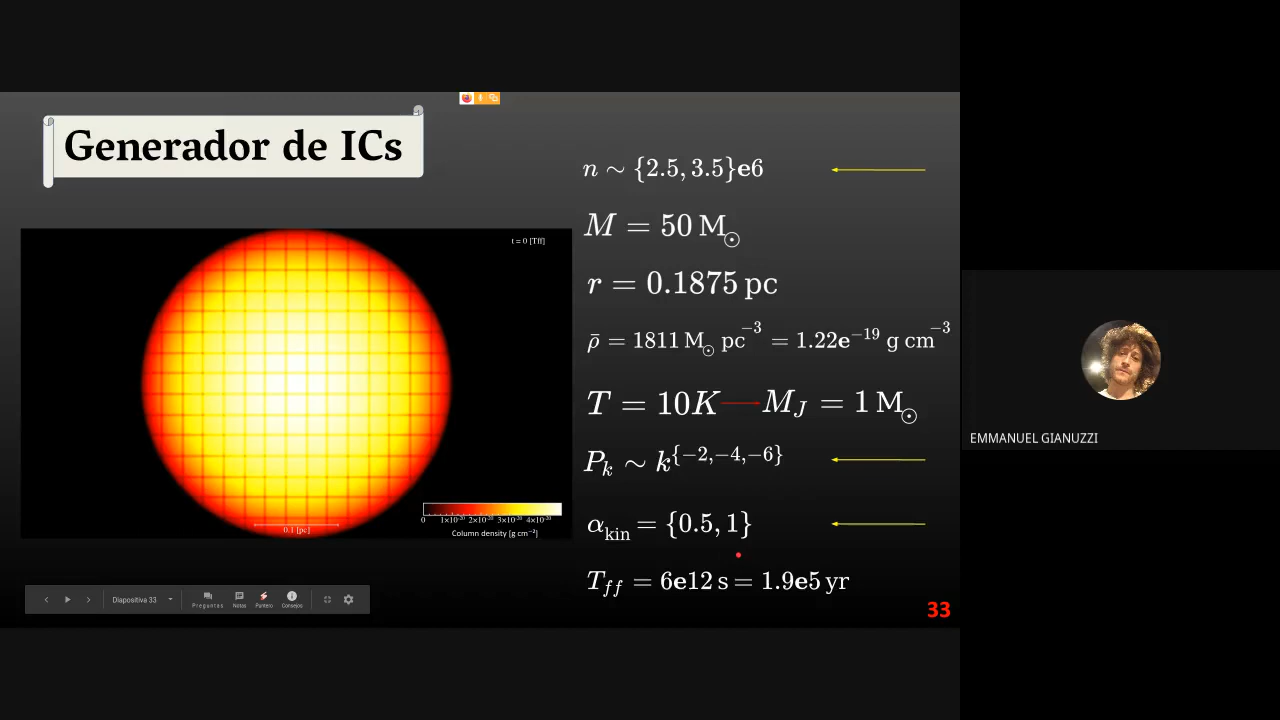 Generador de ICs
n ∼ {2.5, 3.5}e6
M = 50 M☉
r = 0.1875 pc
ρ̄ = 1811 M☉ pc⁻³ = 1.22e⁻¹⁹ g cm⁻³
T = 10K → M_J = 1 M☉
P_k ∼ k^{−2,−4,−6}
α_kin = {0.5, 1}
T_ff = 6e12 s = 1.9e5 yr
t = 0 [Tff]
0.1 [pc]
0 1×10⁻²⁰ 2×10⁻²⁰ 3×10⁻²⁰ 4×10⁻²⁰
Column density [g cm⁻²]
Diapositiva 33
Preguntas Notas Puntero Consejos
33
EMMANUEL GIANUZZI